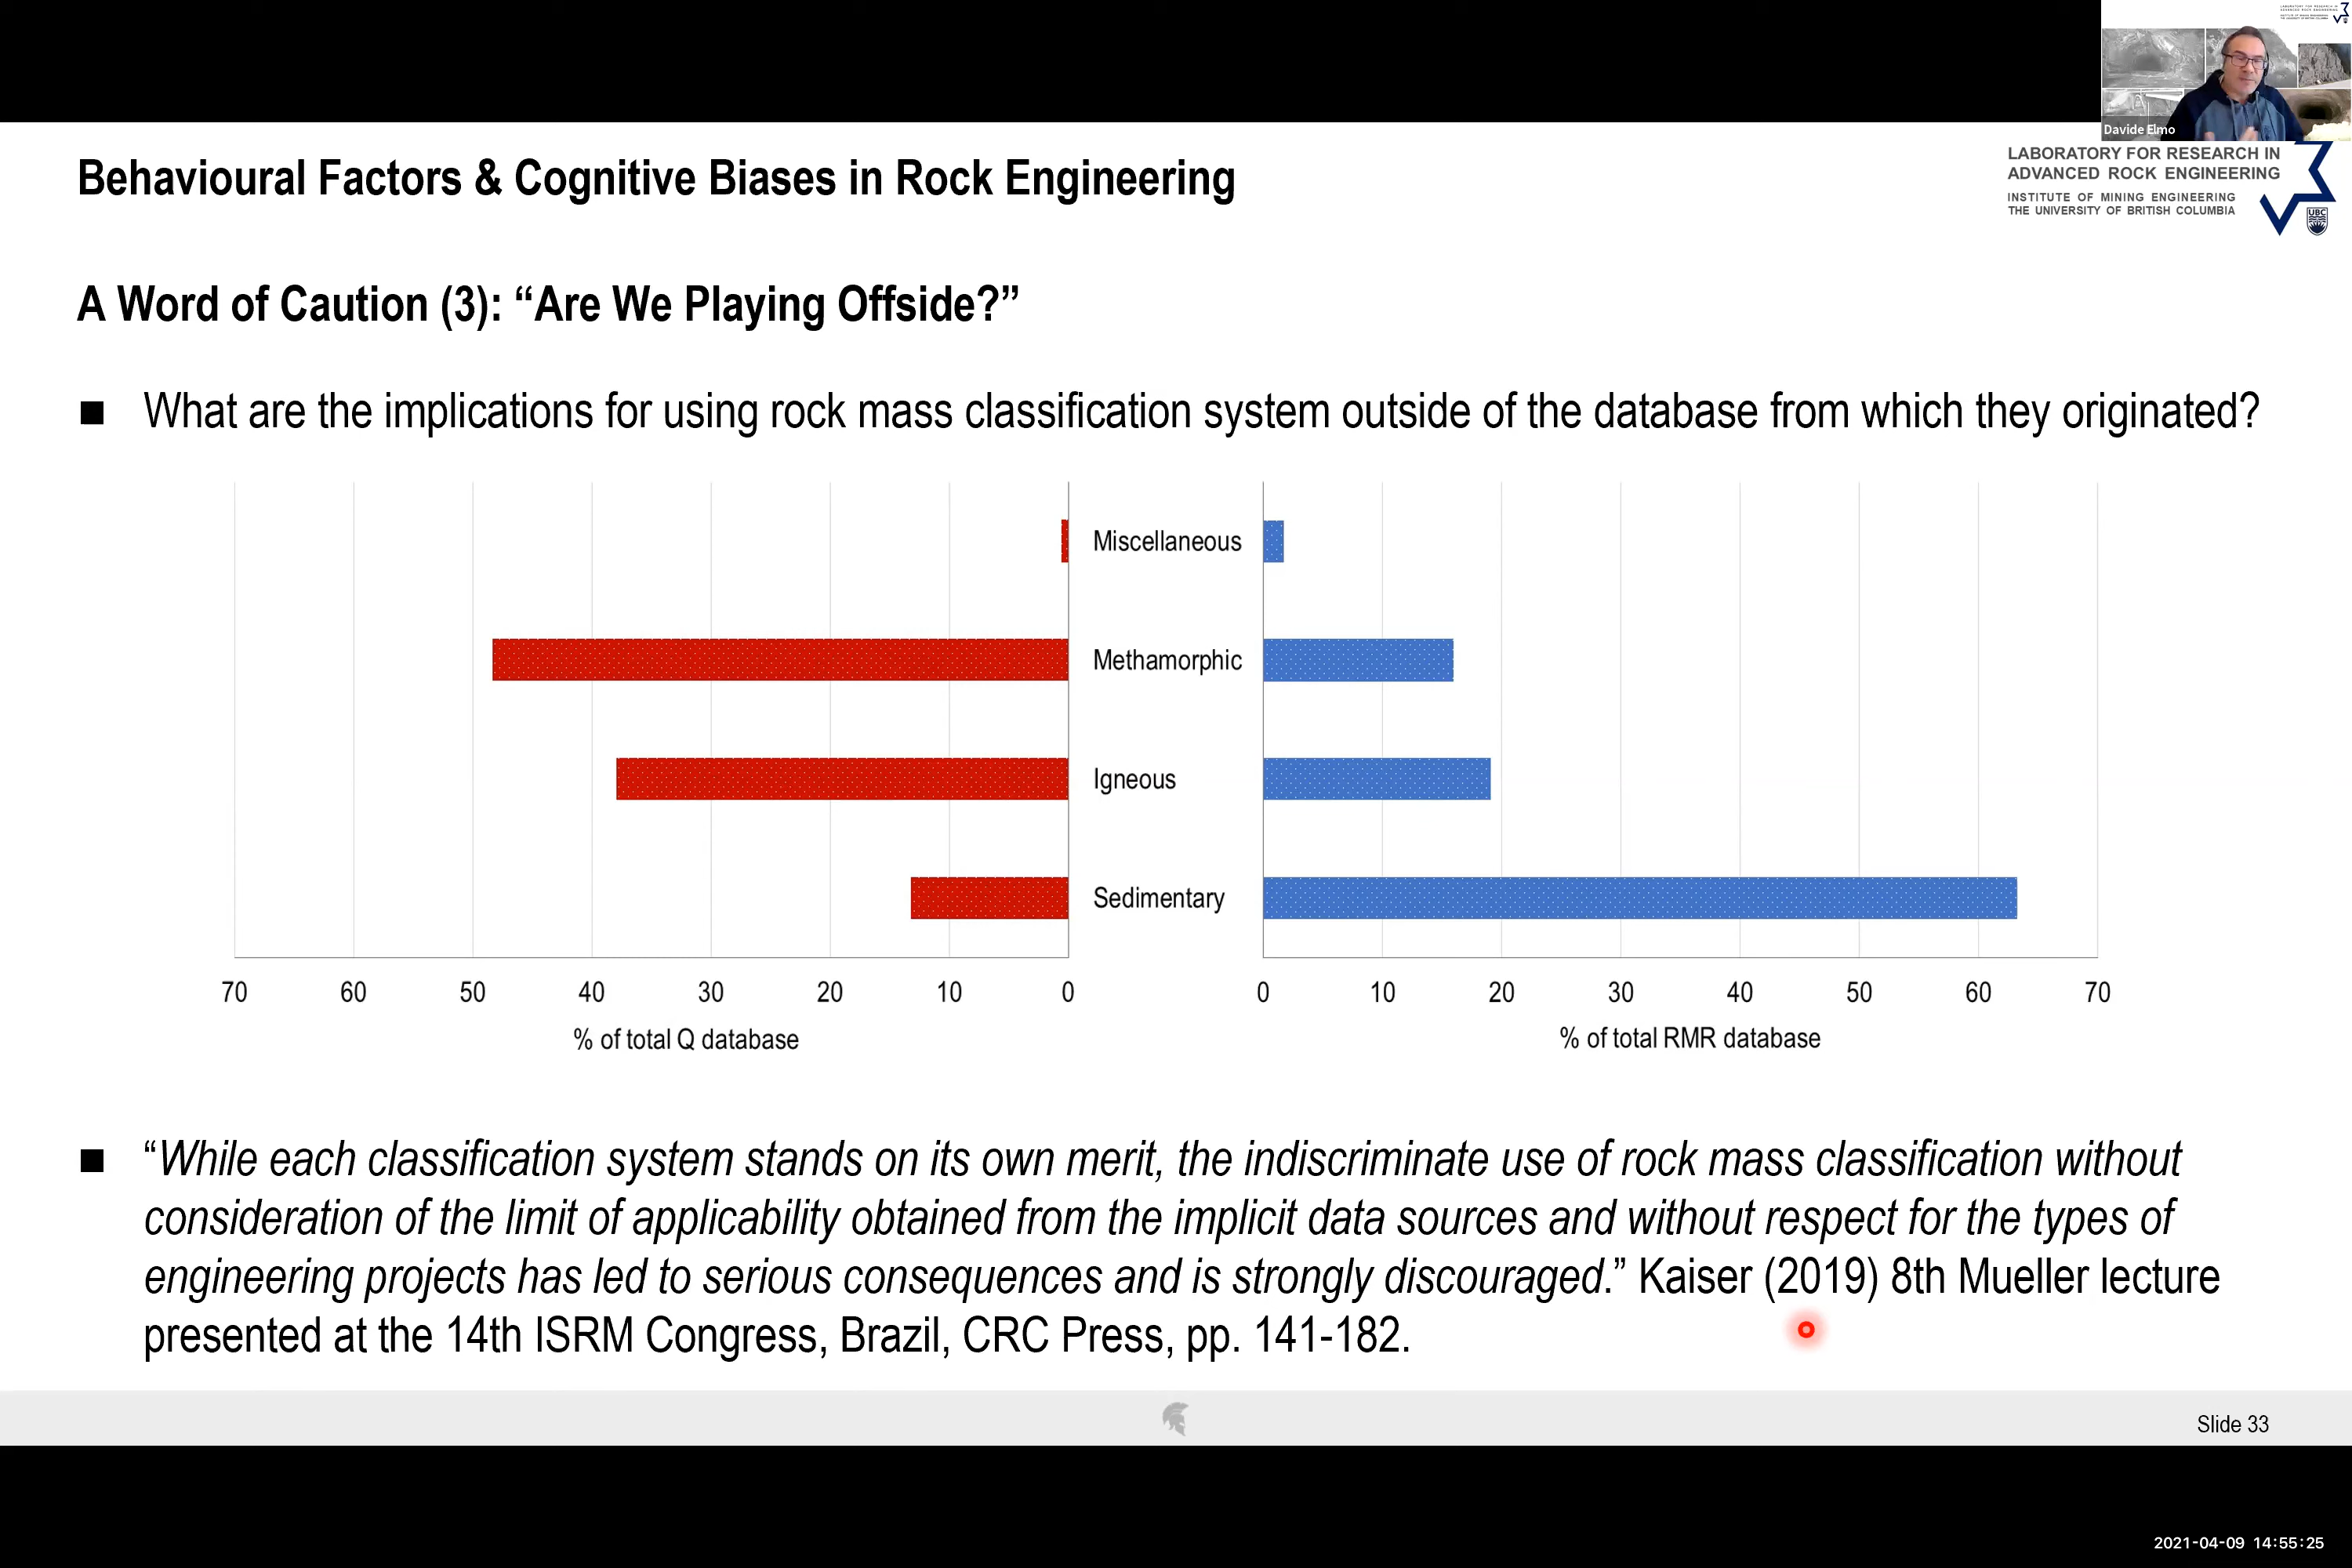 Davide Elmo
LABORATORY FOR RESEARCH IN
ADVANCED ROCK ENGINEERING
INSTITUTE OF MINING ENGINEERING
THE UNIVERSITY OF BRITISH COLUMBIA
UBC
Behavioural Factors & Cognitive Biases in Rock Engineering
A Word of Caution (3): “Are We Playing Offside?”
■ What are the implications for using rock mass classification system outside of the database from which they originated?
Miscellaneous
Methamorphic
Igneous
Sedimentary
70 60 50 40 30 20 10 0
% of total Q database
0 10 20 30 40 50 60 70
% of total RMR database
■ “While each classification system stands on its own merit, the indiscriminate use of rock mass classification without
consideration of the limit of applicability obtained from the implicit data sources and without respect for the types of
engineering projects has led to serious consequences and is strongly discouraged.” Kaiser (2019) 8th Mueller lecture
presented at the 14th ISRM Congress, Brazil, CRC Press, pp. 141-182.
Slide 33
2021-04-09 14:55:25